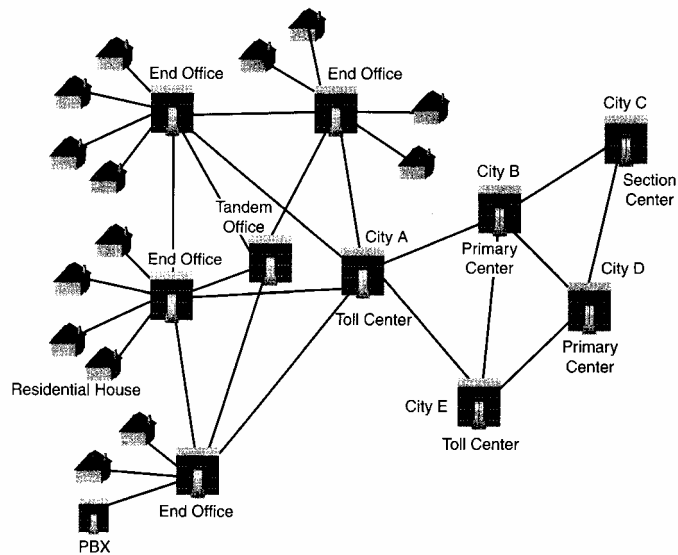 End Office
End Office
City C
Section
Center
City B
Primary
Center
Tandem
Office
City A
Toll Center
End Office
City D
Primary
Center
Residential House
City E
Toll Center
End Office
PBX